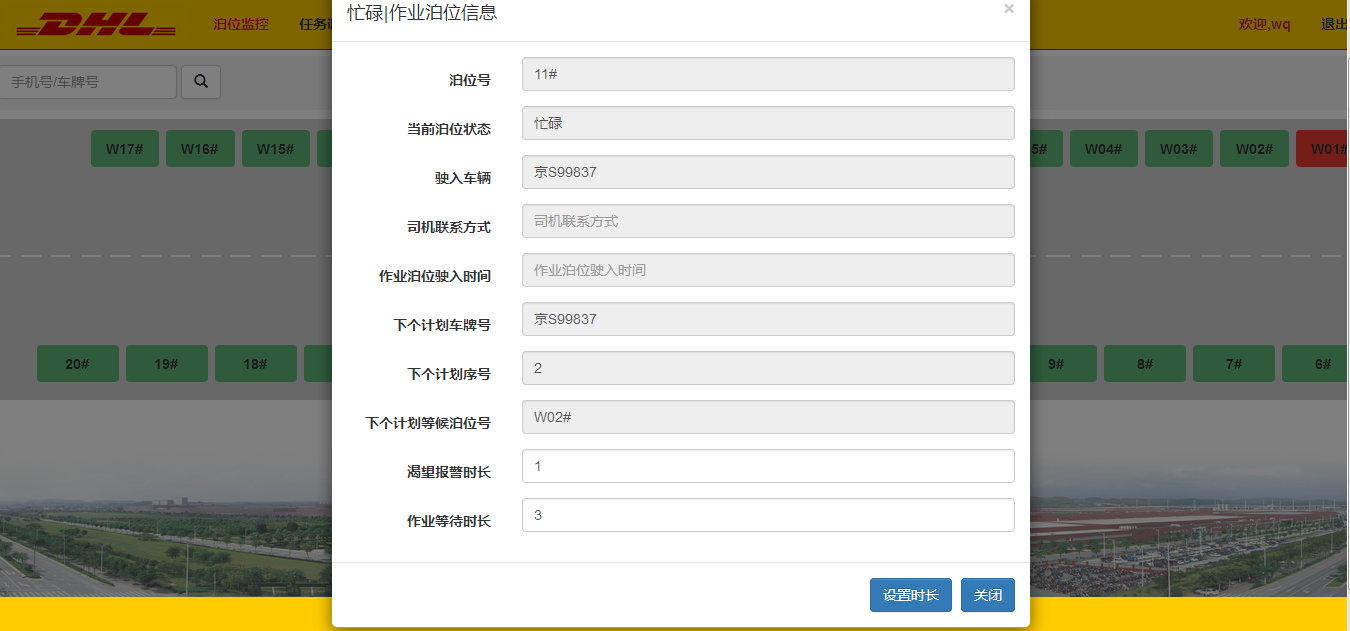 DHL
泊位监控
任务
忙碌|作业泊位信息
×
欢迎,wq
退出
手机号/车牌号
泊位号
11#
当前泊位状态
忙碌
驶入车辆
京S99837
司机联系方式
司机联系方式
作业泊位驶入时间
作业泊位驶入时间
下个计划车牌号
京S99837
下个计划序号
2
下个计划等候泊位号
W02#
渴望报警时长
1
作业等待时长
3
W17#
W16#
W15#
5#
W04#
W03#
W02#
W01#
20#
19#
18#
9#
8#
7#
6#
设置时长
关闭